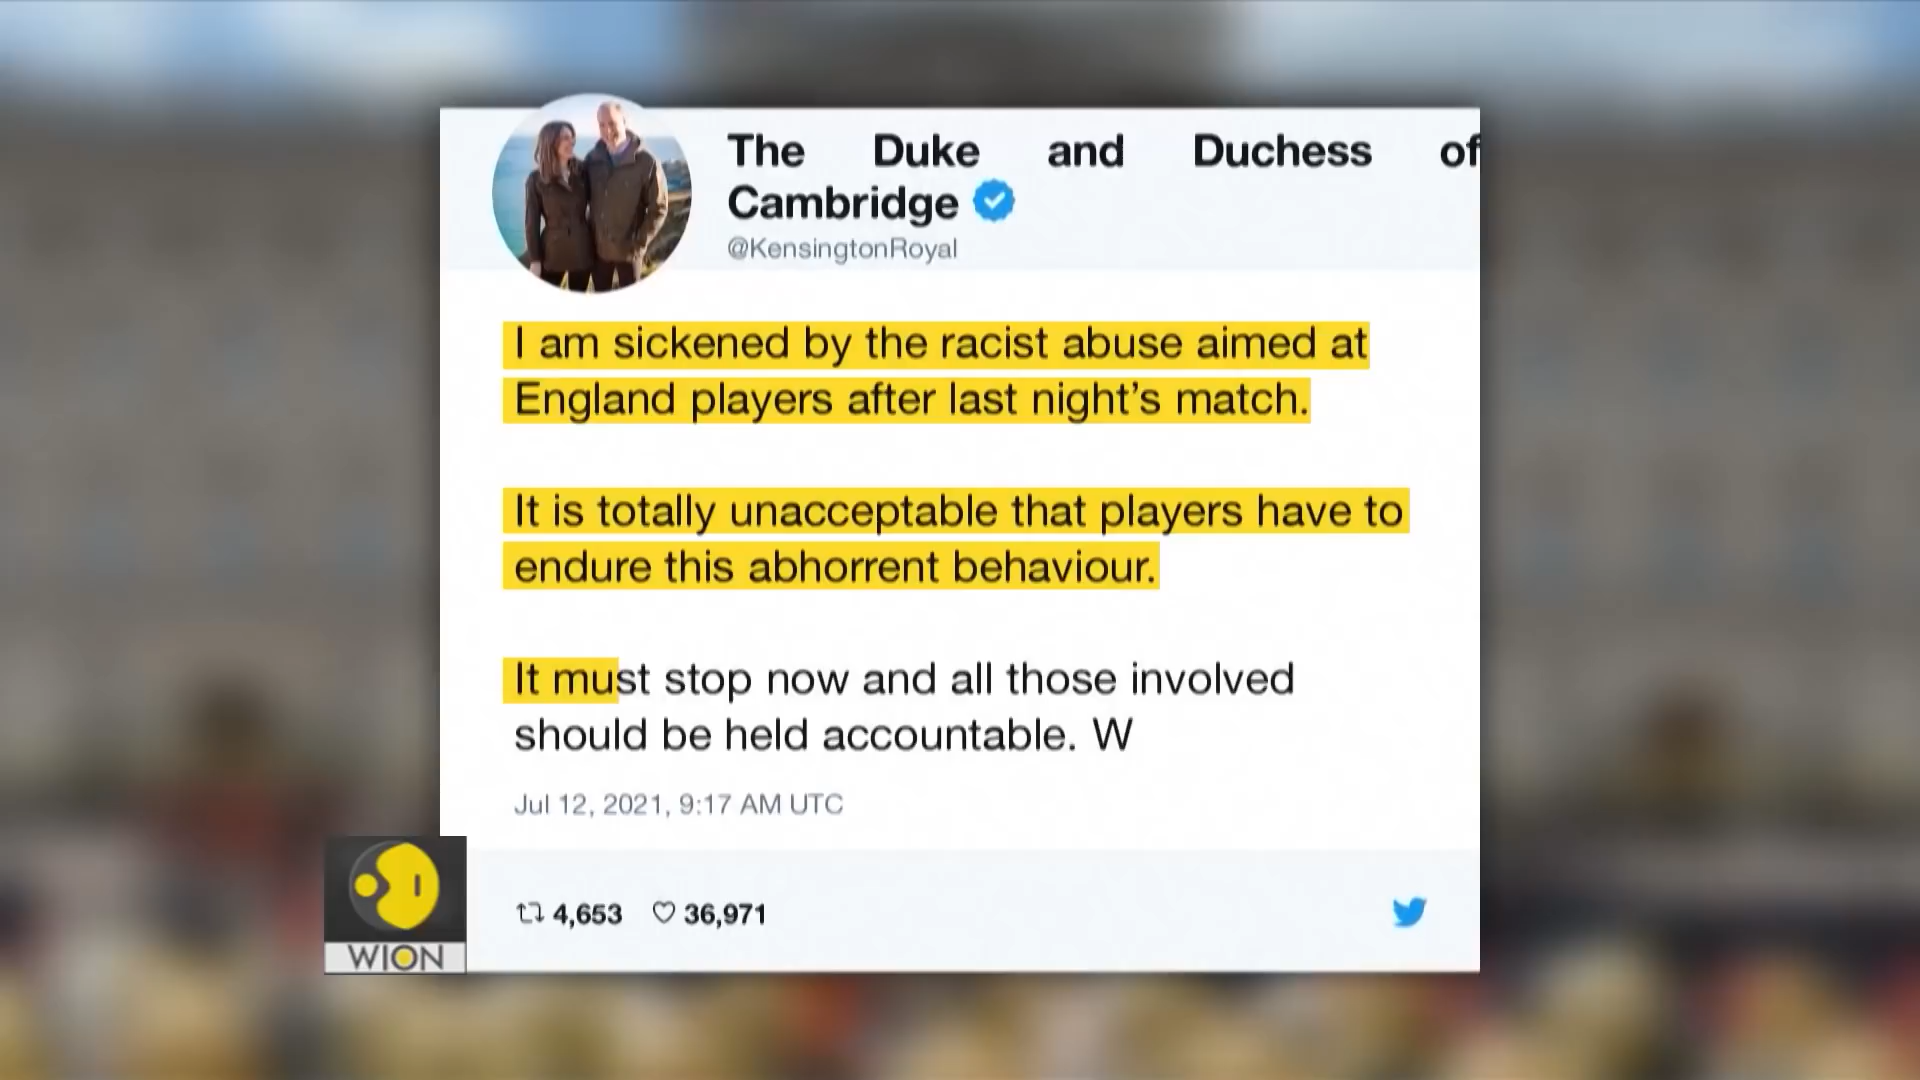 The Duke and Duchess of
Cambridge
@KensingtonRoyal
I am sickened by the racist abuse aimed at
England players after last night’s match.
It is totally unacceptable that players have to
endure this abhorrent behaviour.
It must stop now and all those involved
should be held accountable. W
Jul 12, 2021, 9:17 AM UTC
4,653 36,971
WION